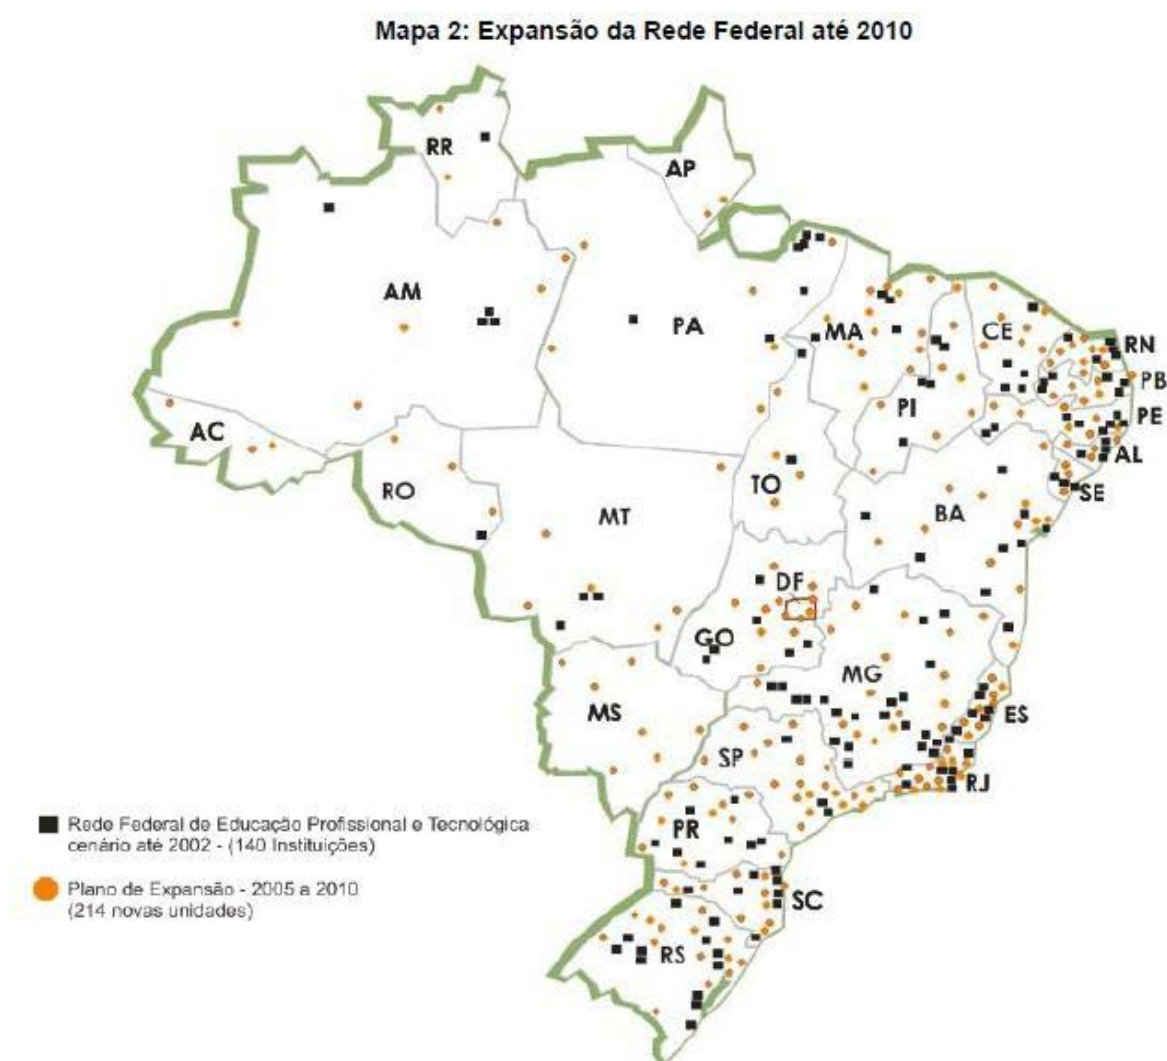 Mapa 2: Expansão da Rede Federal até 2010
RR
AP
AM
PA
MA
CE
RN
PB
PI
PE
AC
AL
TO
SE
RO
BA
MT
DF
GO
MG
MS
ES
SP
RJ
Rede Federal de Educação Profissional e Tecnológica
cenário até 2002 - (140 Instituições)
PR
Plano de Expansão - 2005 a 2010
(214 novas unidades)
SC
RS